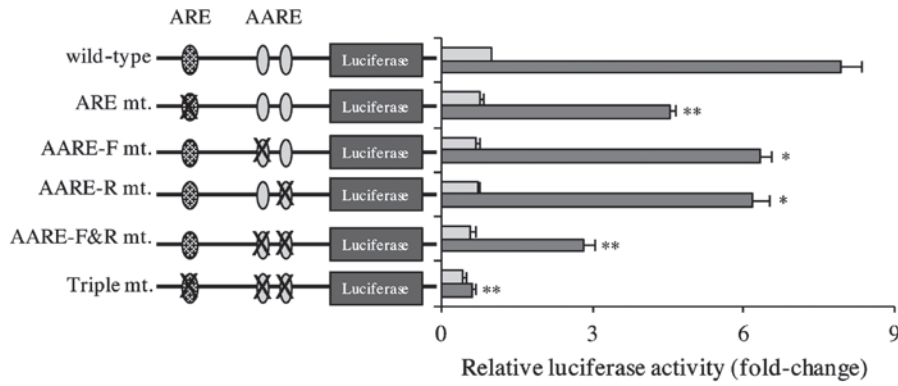 ARE AARE
wild-type Luciferase
ARE mt. Luciferase **
AARE-F mt. Luciferase *
AARE-R mt. Luciferase *
AARE-F&R mt. Luciferase **
Triple mt. Luciferase **
0 3 6 9
Relative luciferase activity (fold-change)